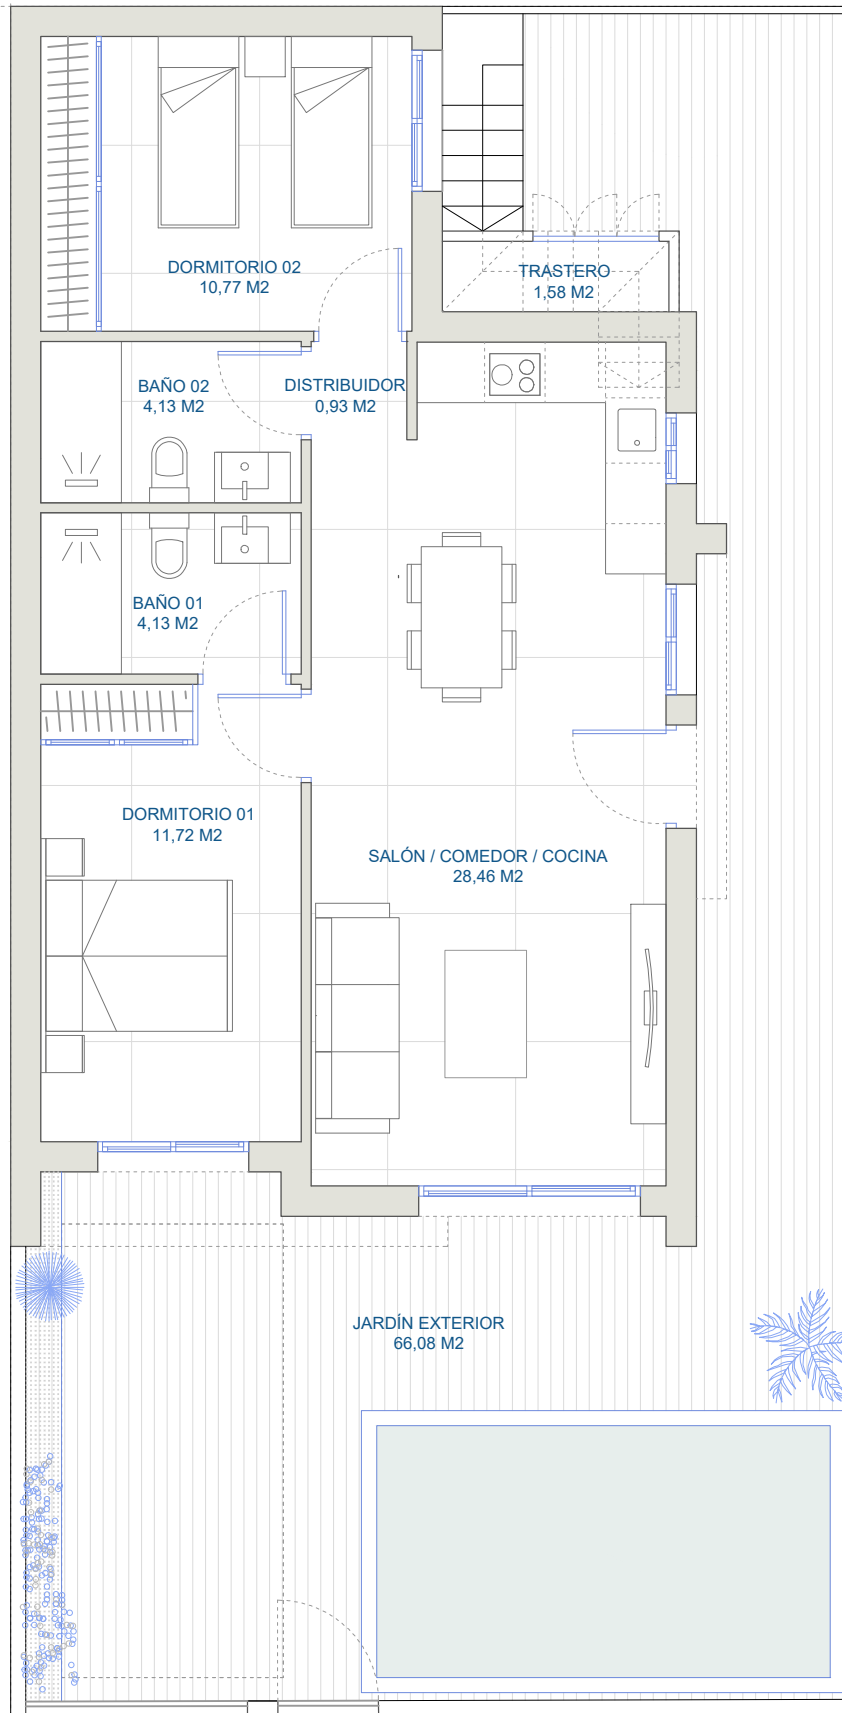 DORMITORIO 02
10,77 M2
TRASTERO
1,58 M2
BAÑO 02
4,13 M2
DISTRIBUIDOR
0,93 M2
BAÑO 01
4,13 M2
DORMITORIO 01
11,72 M2
SALÓN / COMEDOR / COCINA
28,46 M2
JARDÍN EXTERIOR
66,08 M2